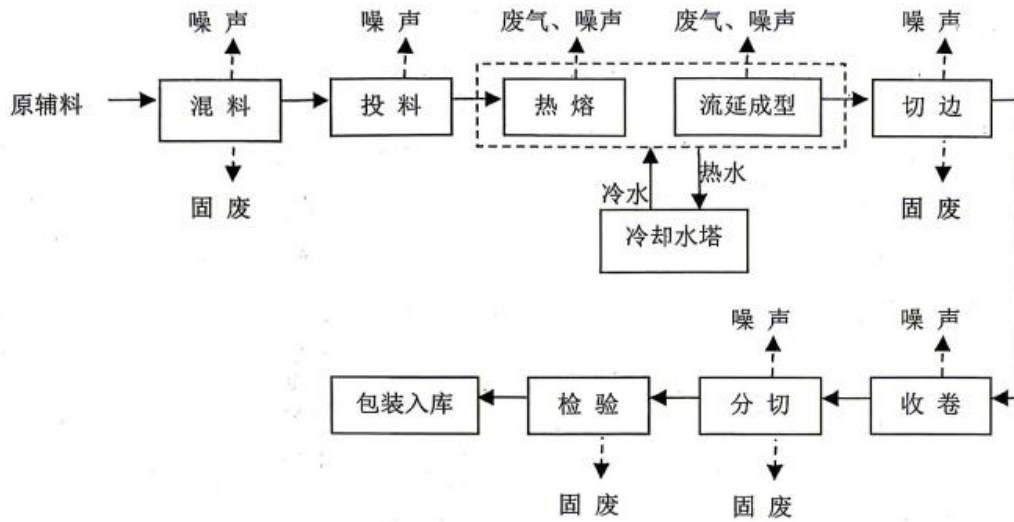 噪 声 噪 声 废气、噪声 废气、噪声 噪 声
原辅料 混 料 投 料 热 熔 流延成型 切 边
冷水 热水
固 废 固 废
冷却水塔
噪 声 噪 声
包装入库 检 验 分 切 收 卷
固 废 固 废